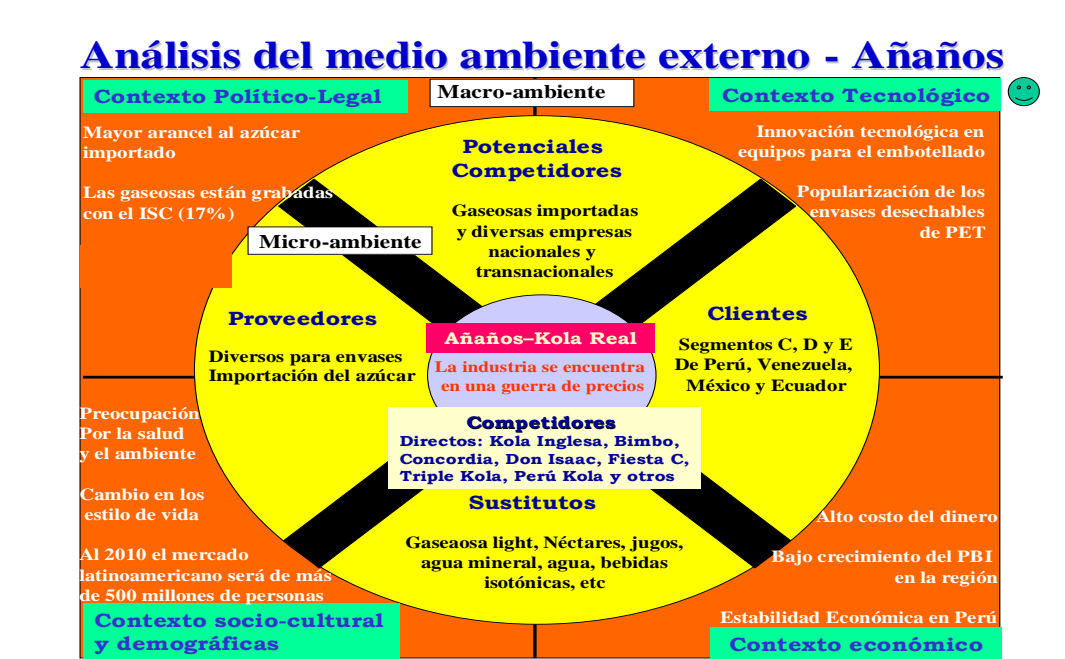 Análisis del medio ambiente externo - Añaños
Contexto Político-Legal
Macro-ambiente
Contexto Tecnológico
Mayor arancel al azúcar
importado
Las gaseosas están grabadas
con el ISC (17%)
Innovación tecnológica en
equipos para el embotellado
Popularización de los
envases desechables
de PET
Potenciales
Competidores
Gaseosas importadas
y diversas empresas
nacionales y
transnacionales
Micro-ambiente
Proveedores
Diversos para envases
Importación del azúcar
Añaños–Kola Real
La industria se encuentra
en una guerra de precios
Clientes
Segmentos C, D y E
De Perú, Venezuela,
México y Ecuador
Competidores
Directos: Kola Inglesa, Bimbo,
Concordia, Don Isaac, Fiesta C,
Triple Kola, Perú Kola y otros
Sustitutos
Gaseaosa light, Néctares, jugos,
agua mineral, agua, bebidas
isotónicas, etc
Preocupación
Por la salud
y el ambiente
Cambio en los
estilo de vida
Al 2010 el mercado
latinoamericano será de más
de 500 millones de personas
Contexto socio-cultural
y demográficas
Alto costo del dinero
Bajo crecimiento del PBI
en la región
Estabilidad Económica en Perú
Contexto económico